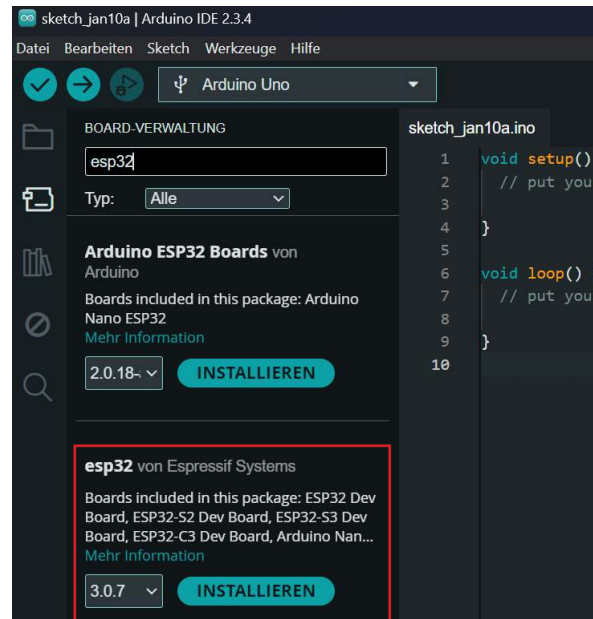 sketch_jan10a | Arduino IDE 2.3.4
Datei Bearbeiten Sketch Werkzeuge Hilfe
Arduino Uno
BOARD-VERWALTUNG
esp32
Typ: Alle
Arduino ESP32 Boards von
Arduino
Boards included in this package: Arduino
Nano ESP32
Mehr Information
2.0.18-
INSTALLIEREN
esp32 von Espressif Systems
Boards included in this package: ESP32 Dev
Board, ESP32-S2 Dev Board, ESP32-S3 Dev
Board, ESP32-C3 Dev Board, Arduino Nan...
Mehr Information
3.0.7
INSTALLIEREN
sketch_jan10a.ino
1 void setup()
2 // put you
3
4 }
5
6 void loop()
7 // put you
8
9 }
10